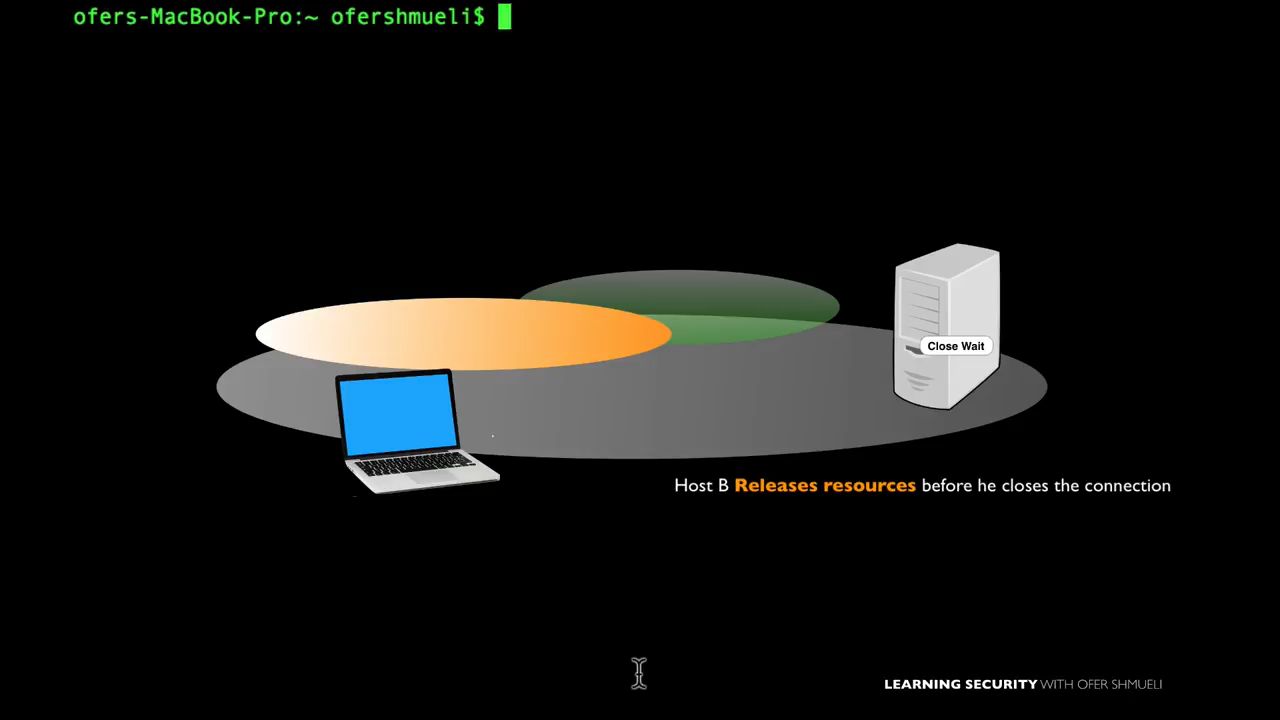 ofers-MacBook-Pro:~ ofershmueli$
Close Wait
Host B Releases resources before he closes the connection
LEARNING SECURITY WITH OFER SHMUELI